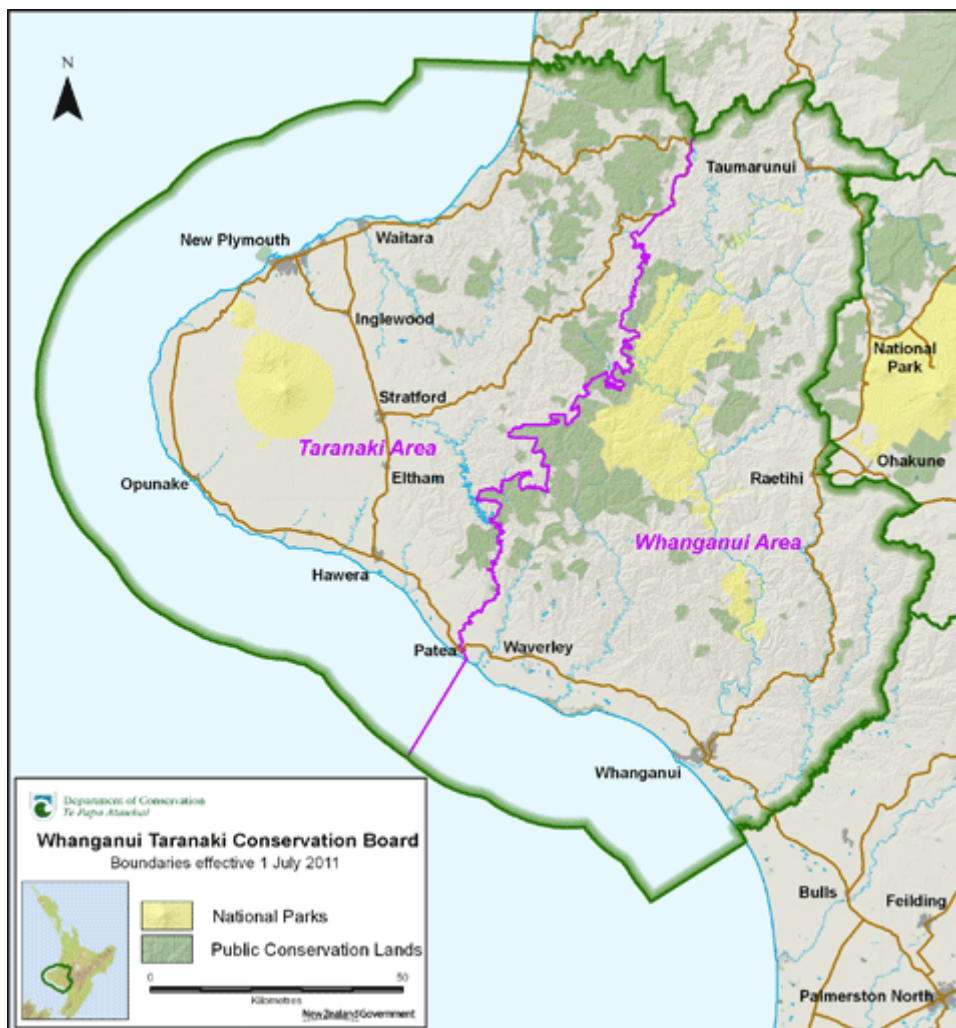 N
Taumarunui
New Plymouth
Waitara
Inglewood
National
Park
Stratford
Taranaki Area
Opunake
Eltham
Raetihi
Ohakune
Whanganui Area
Hawera
Patea
Waverley
Whanganui
Bulls
Feilding
Palmerston North
Department of Conservation
Te Papa Atawhai
Whanganui Taranaki Conservation Board
Boundaries effective 1 July 2011
National Parks
Public Conservation Lands
0 50
Kilometres
New Zealand Government